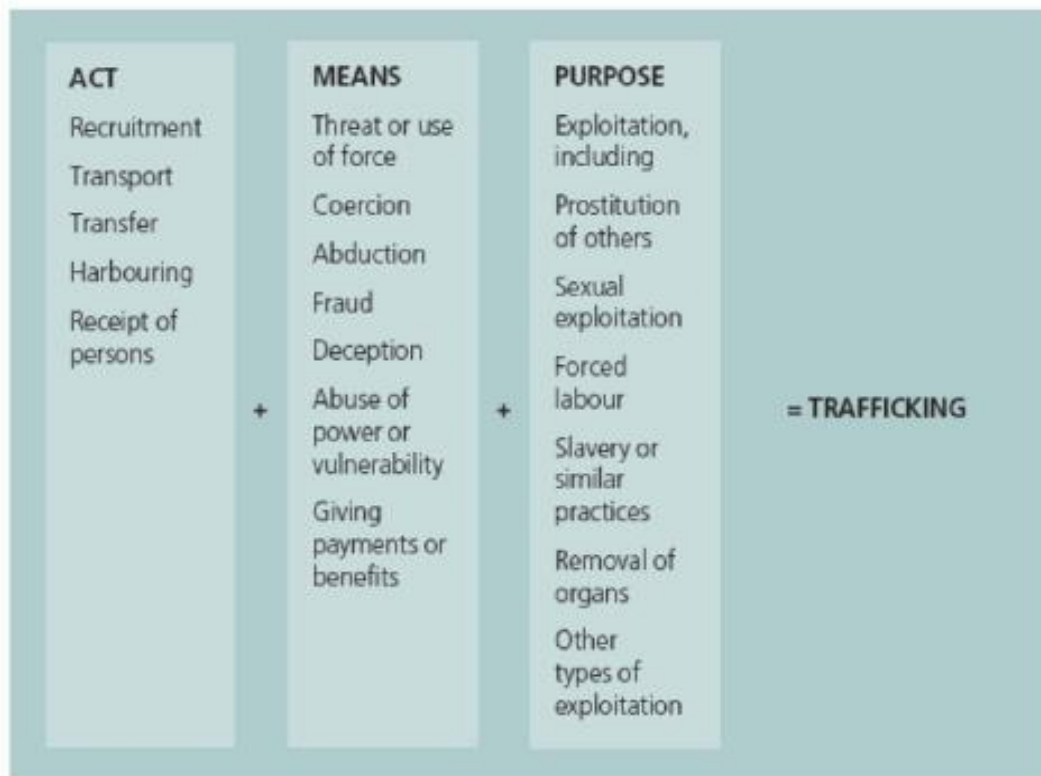 ACT
Recruitment
Transport
Transfer
Harbouring
Receipt of
persons
+
MEANS
Threat or use
of force
Coercion
Abduction
Fraud
Deception
Abuse of
power or
vulnerability
Giving
payments or
benefits
+
PURPOSE
Exploitation,
including
Prostitution
of others
Sexual
exploitation
Forced
labour
Slavery or
similar
practices
Removal of
organs
Other
types of
exploitation
= TRAFFICKING